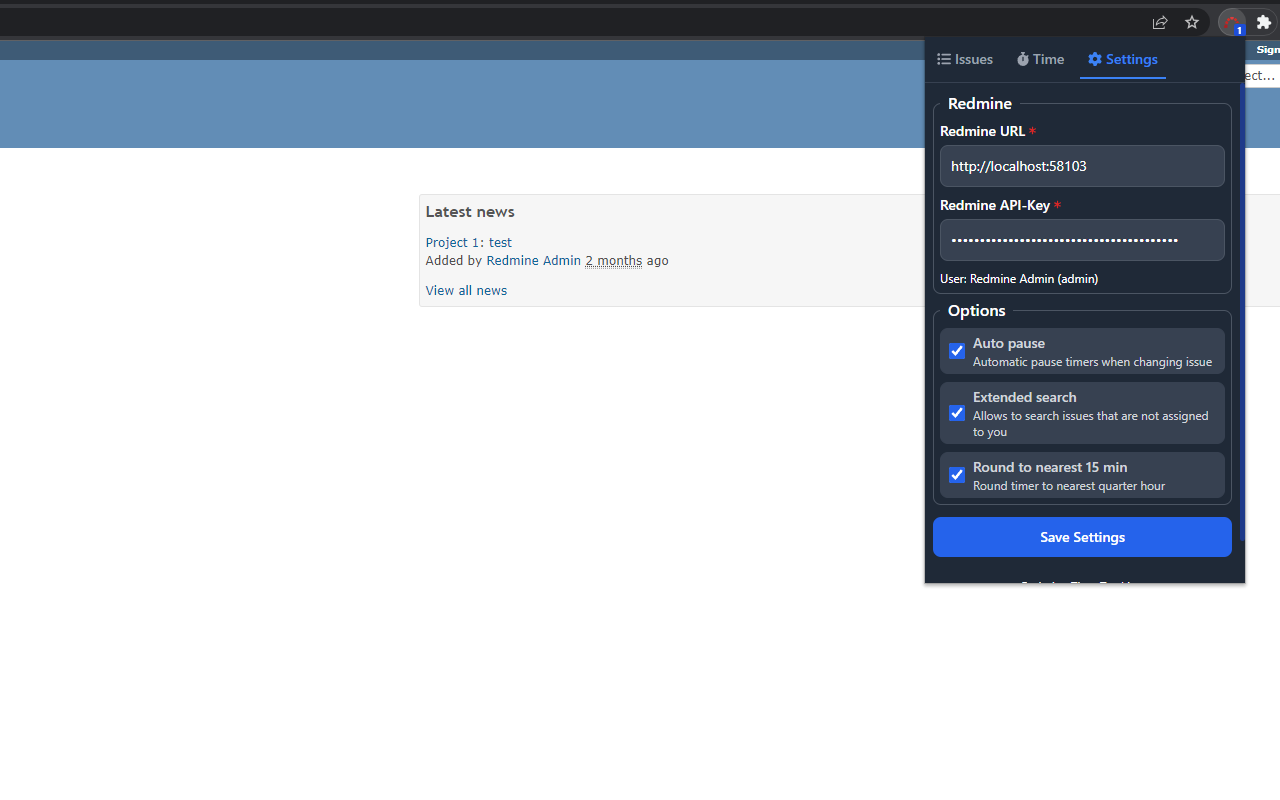 1
Sign
ect...
Issues
Time
Settings
Redmine
Redmine URL *
http://localhost:58103
Redmine API-Key *
••••••••••••••••••••••••••••••••••••••••
User: Redmine Admin (admin)
Options
Auto pause
Automatic pause timers when changing issue
Extended search
Allows to search issues that are not assigned
to you
Round to nearest 15 min
Round timer to nearest quarter hour
Save Settings
Latest news
Project 1: test
Added by Redmine Admin 2 months ago
View all news